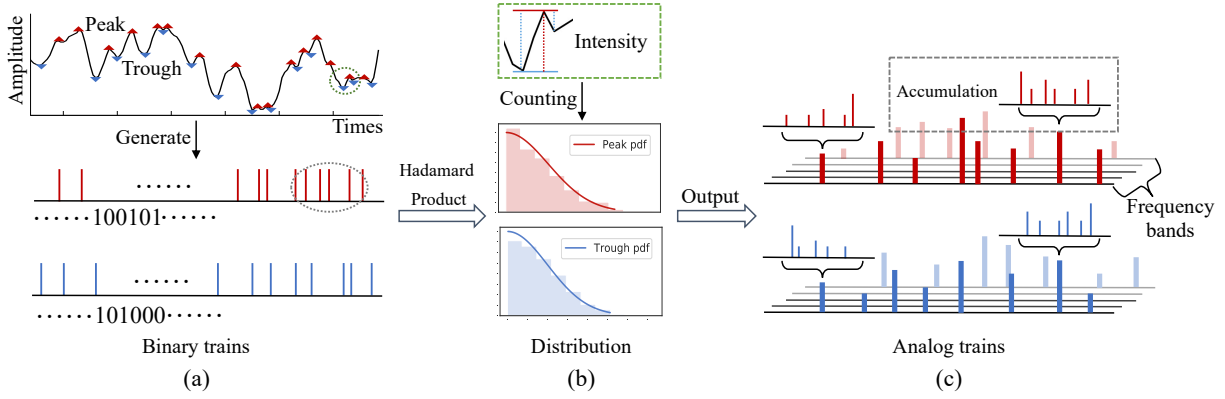 Amplitude
Peak
Trough
Times
Generate
······100101······
······
······101000······
······
Binary trains
(a)
Hadamard
Product
Intensity
Counting
Peak pdf
Trough pdf
Distribution
(b)
Output
Accumulation
Frequency
bands
Analog trains
(c)